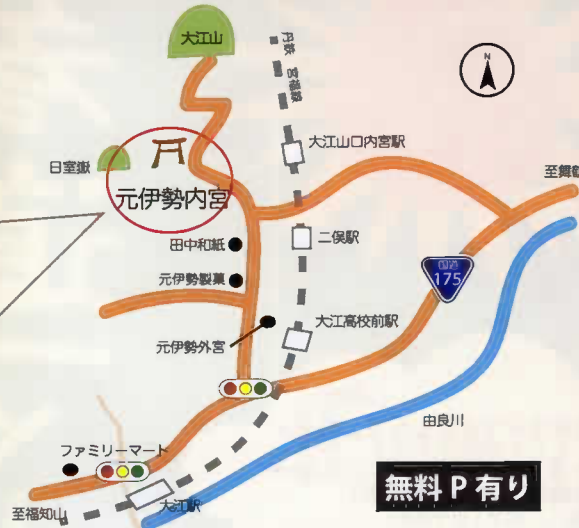 大江山
丹鉄 宮福線
N
大江山口内宮駅
日室嶽
元伊勢内宮
至舞鶴
田中和紙
二俣駅
元伊勢製菓
国道
175
元伊勢外宮
大江高校前駅
由良川
ファミリーマート
至福知山
大江駅
無料P有り